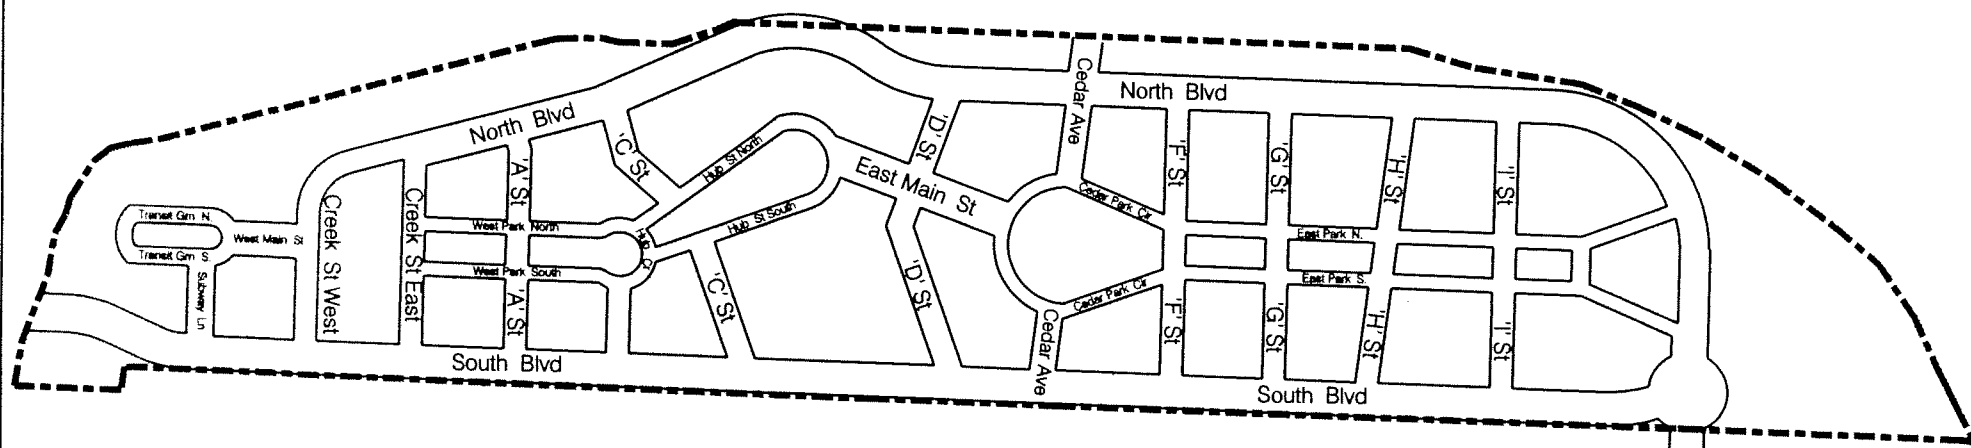 North Blvd
North Blvd
Cedar Ave
'A' St
'C' St
Hub St North
'D' St
East Main St
Cedar Park Cir
'F' St
'G' St
'H' St
'I' St
Transit Grn N.
West Main St
Transit Grn S.
Subway Ln
Creek St West
Creek St East
West Park North
West Park South
Hub Cir
Hub St South
East Park N.
East Park S.
'A' St
'C' St
'D' St
Cedar Park Cir
Cedar Ave
'F' St
'G' St
'H' St
'I' St
South Blvd
South Blvd